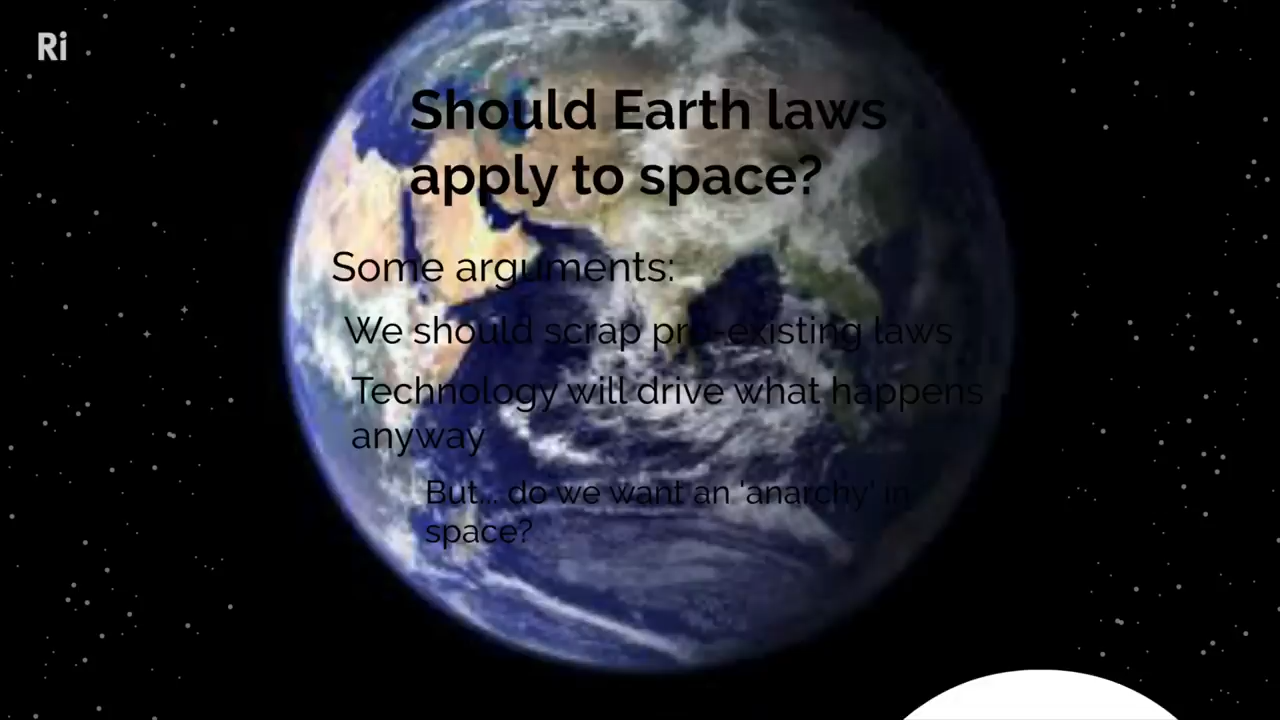 Ri
Should Earth laws
apply to space?
Some arguments:
We should scrap pre-existing laws
Technology will drive what happens
anyway
But... do we want an 'anarchy' in
space?